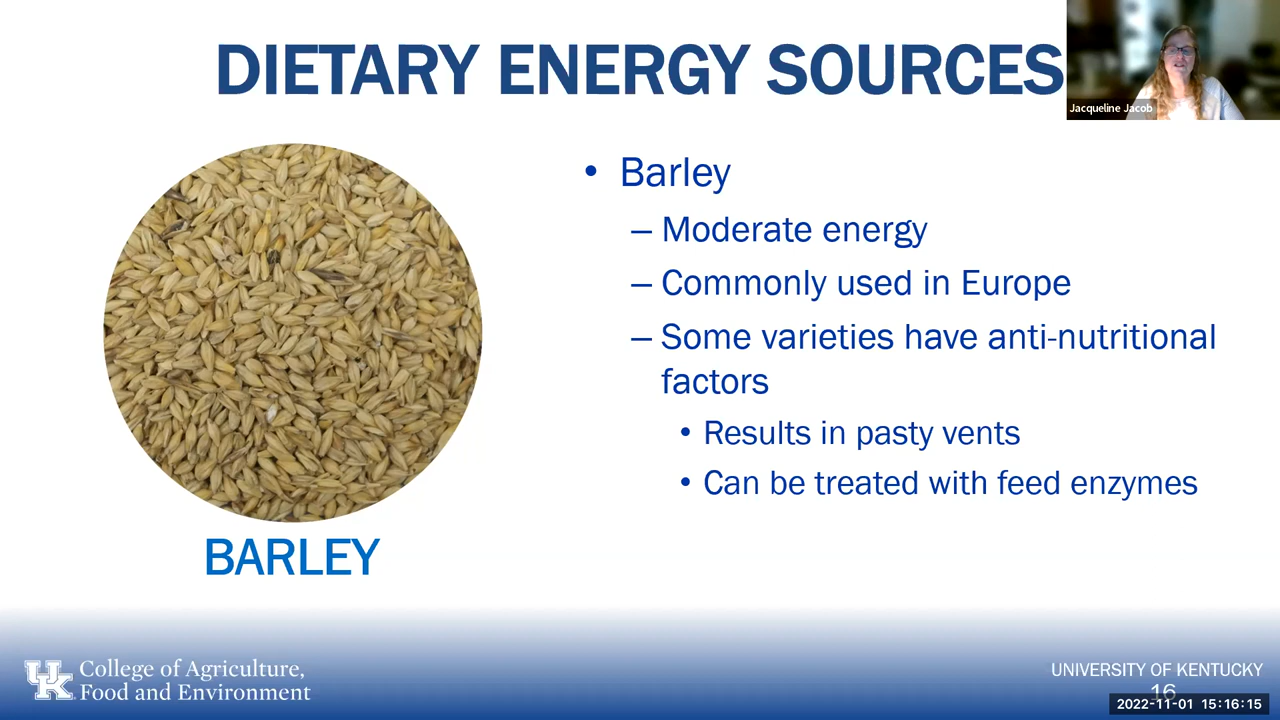 DIETARY ENERGY SOURCES
Jacqueline Jacob
• Barley
– Moderate energy
– Commonly used in Europe
– Some varieties have anti-nutritional
factors
• Results in pasty vents
• Can be treated with feed enzymes
BARLEY
UK
College of Agriculture,
Food and Environment
UNIVERSITY OF KENTUCKY
16
2022-11-01 15:16:15